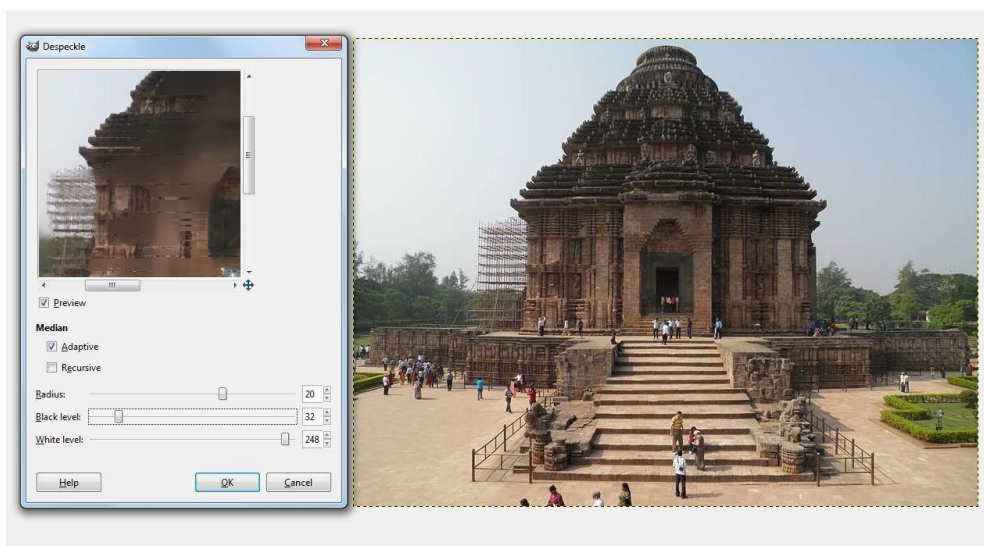 Despeckle
Preview
Median
Adaptive
Recursive
Radius: 20
Black level: 32
White level: 248
Help OK Cancel